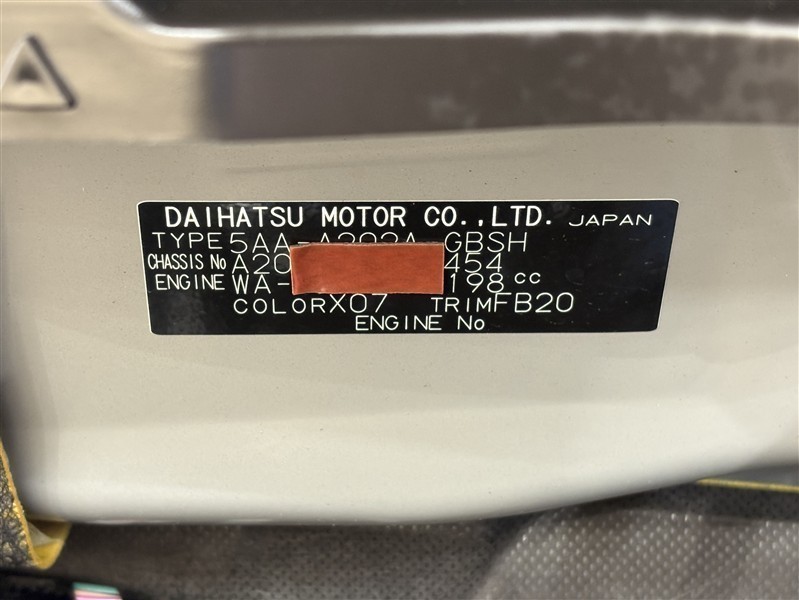 DAIHATSU MOTOR CO.,LTD. JAPAN
TYPE 5AA-A202A-GBSH
CHASSIS No A20 454
ENGINE WA- 198 cc
COLOR X07 TRIM FB20
ENGINE No